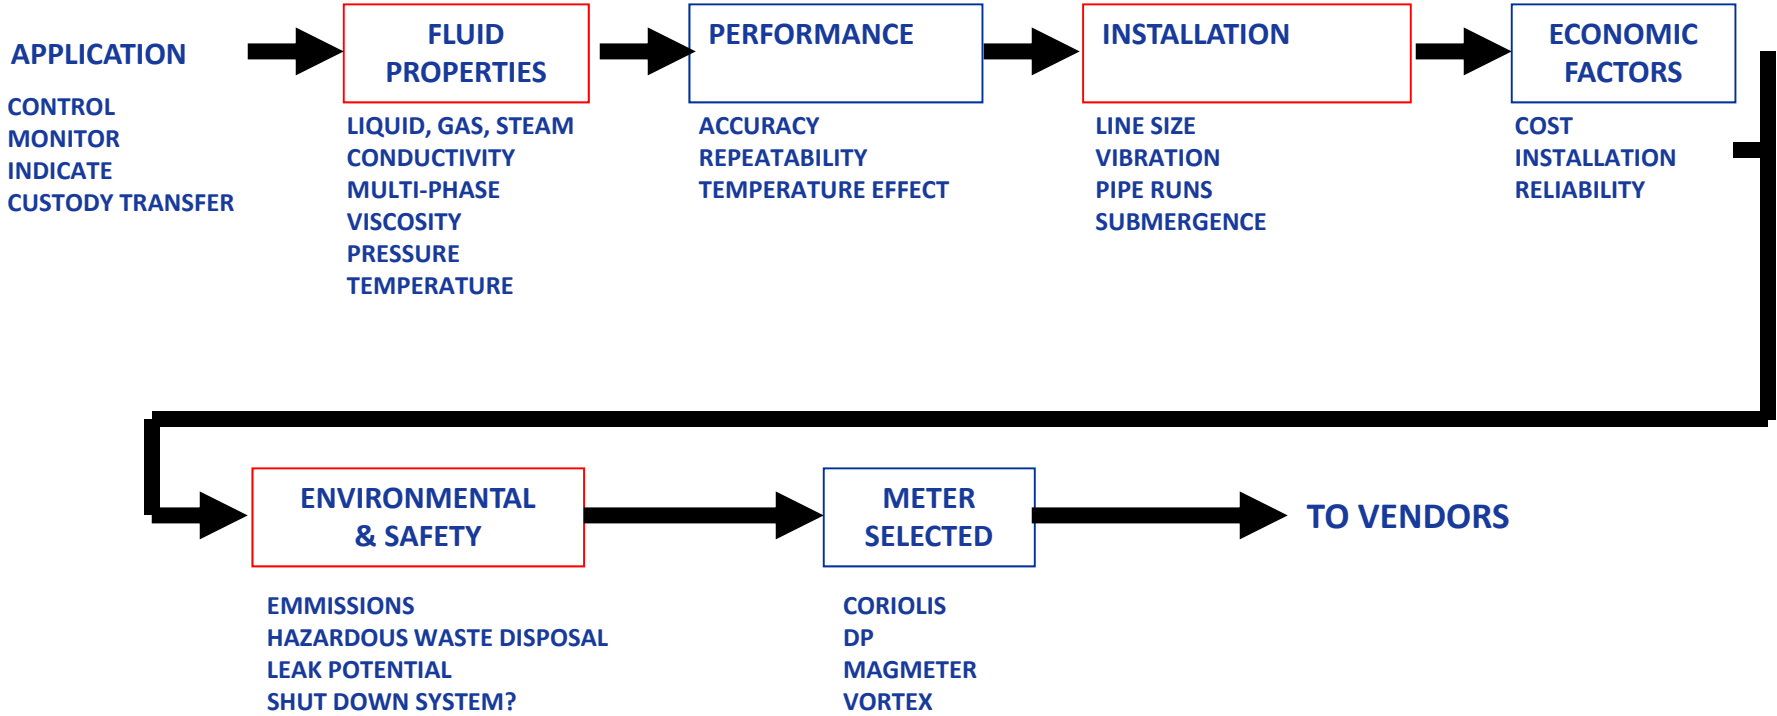 APPLICATION
CONTROL
MONITOR
INDICATE
CUSTODY TRANSFER
FLUID
PROPERTIES
LIQUID, GAS, STEAM
CONDUCTIVITY
MULTI-PHASE
VISCOSITY
PRESSURE
TEMPERATURE
PERFORMANCE
ACCURACY
REPEATABILITY
TEMPERATURE EFFECT
INSTALLATION
LINE SIZE
VIBRATION
PIPE RUNS
SUBMERGENCE
ECONOMIC
FACTORS
COST
INSTALLATION
RELIABILITY
ENVIRONMENTAL
& SAFETY
EMMISSIONS
HAZARDOUS WASTE DISPOSAL
LEAK POTENTIAL
SHUT DOWN SYSTEM?
METER
SELECTED
CORIOLIS
DP
MAGMETER
VORTEX
TO VENDORS